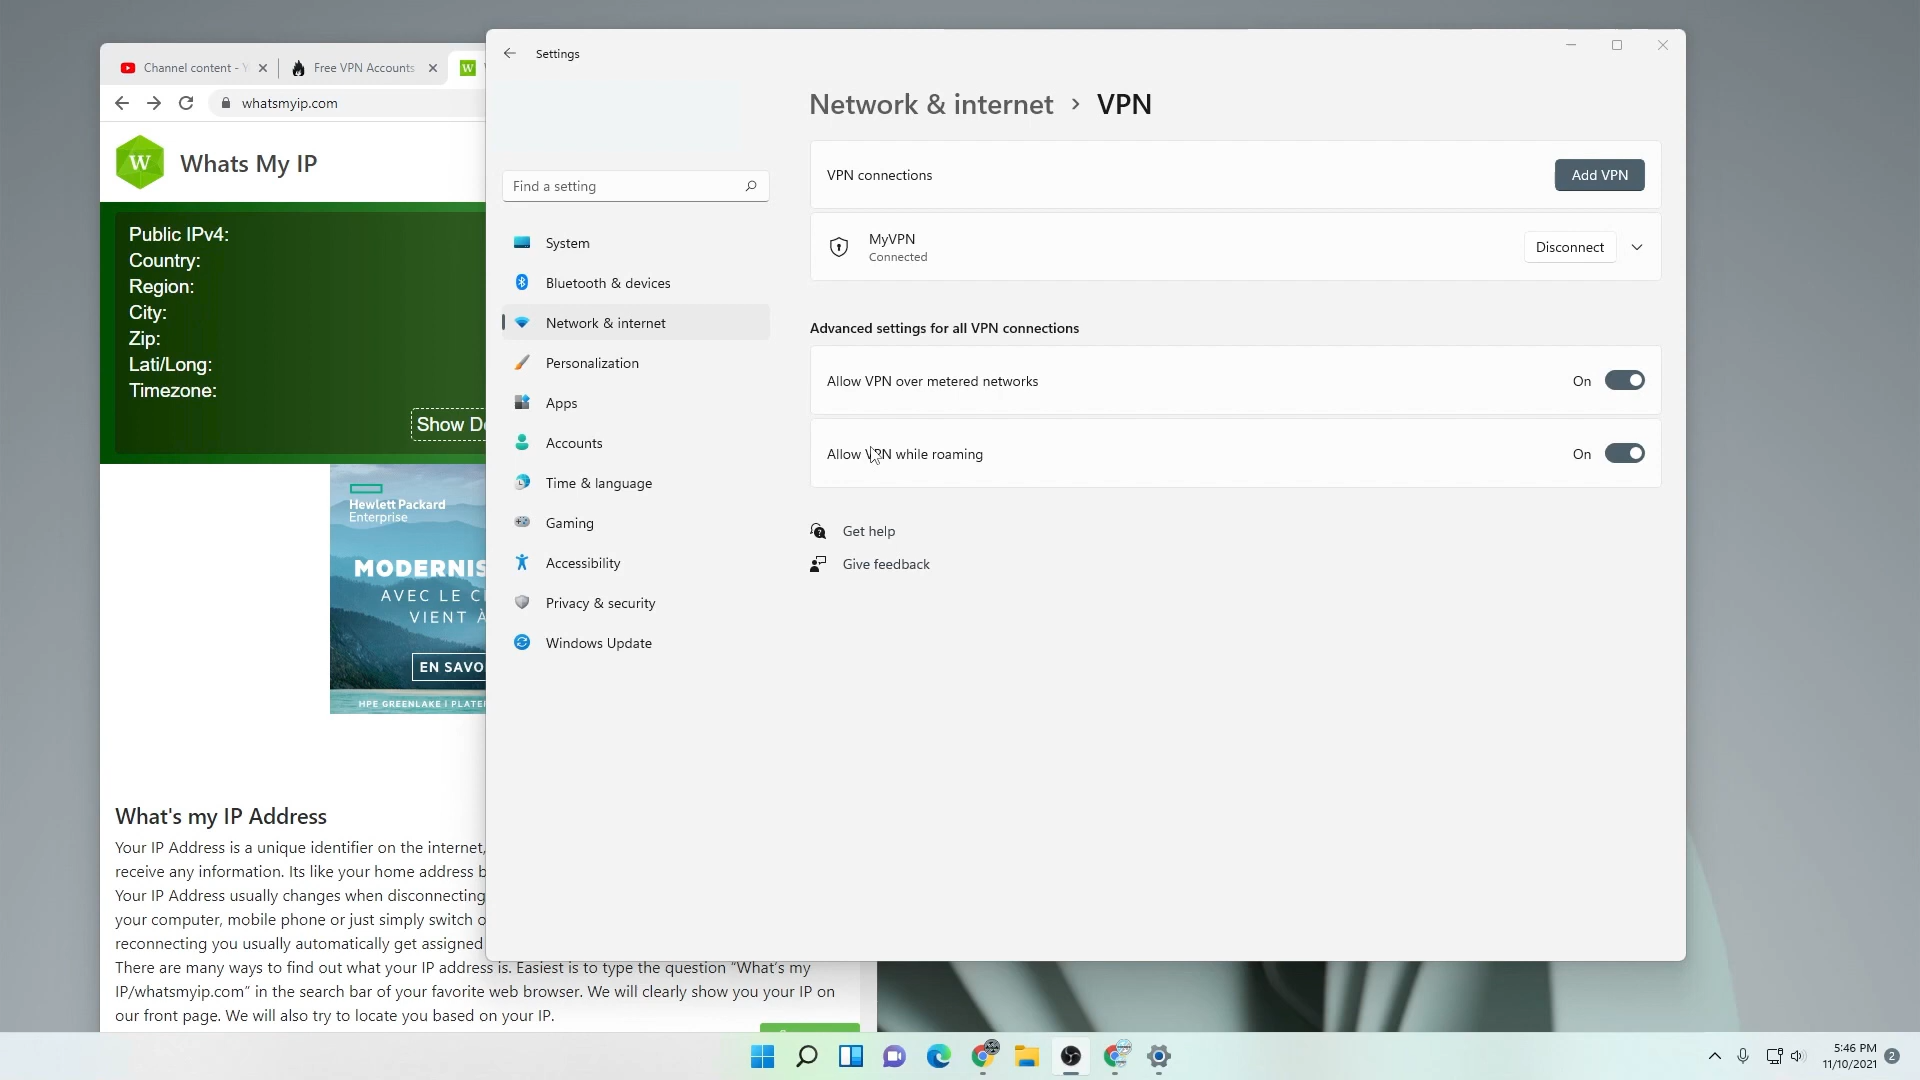 Channel content - Y
Free VPN Accounts
whatsmyip.com
W
Whats My IP
Public IPv4:
Country:
Region:
City:
Zip:
Lati/Long:
Timezone:
Show De
Hewlett Packard
Enterprise
MODERNIS
AVEC LE C
VIENT À
EN SAVO
HPE GREENLAKE | PLATE
What's my IP Address
Your IP Address is a unique identifier on the internet,
receive any information. Its like your home address b
Your IP Address usually changes when disconnecting
your computer, mobile phone or just simply switch o
reconnecting you usually automatically get assigned
There are many ways to find out what your IP address is. Easiest is to type the question "What's my
IP/whatsmyip.com" in the search bar of your favorite web browser. We will clearly show you your IP on
our front page. We will also try to locate you based on your IP.
Settings
Find a setting
System
Bluetooth & devices
Network & internet
Personalization
Apps
Accounts
Time & language
Gaming
Accessibility
Privacy & security
Windows Update
Network & internet > VPN
VPN connections
Add VPN
MyVPN
Connected
Disconnect
Advanced settings for all VPN connections
Allow VPN over metered networks
On
Allow VPN while roaming
On
Get help
Give feedback
5:46 PM
11/10/2021
2